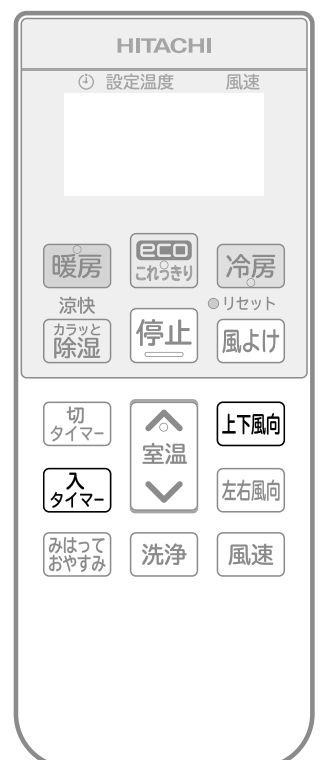 HITACHI
設定温度 風速
暖房
eco
これっきり
冷房
涼快
リセット
カラッと
除湿
停止
風よけ
切
タイマー
室温
上下風向
入
タイマー
左右風向
みはって
おやすみ
洗浄
風速